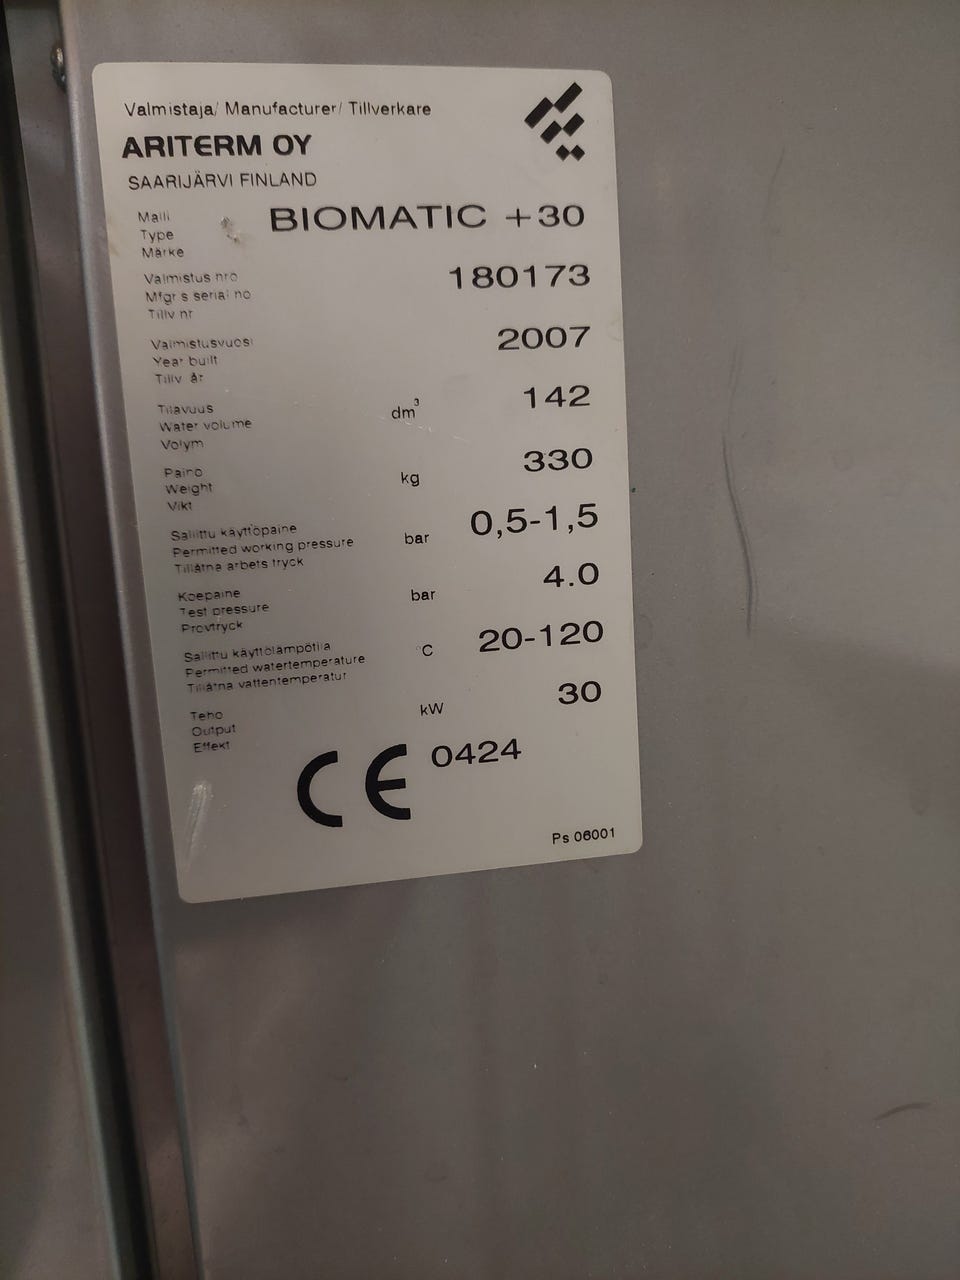 Valmistaja/ Manufacturer/ Tillverkare
ARITERM OY
SAARIJÄRVI FINLAND
Malli
Type BIOMATIC +30
Märke
Valmistus nro
Mfgr s serial no 180173
Tillv nr
Valmistusvuosi
Year built 2007
Tillv år
Tilavuus
Water volume dm³ 142
Volym
Paino
Weight kg 330
Vikt
Sallittu käyttöpaine
Permitted working pressure bar 0,5-1,5
Tillåtna arbets tryck
Koepaine
Test pressure bar 4.0
Provtryck
Sallittu käyttölämpötila
Permitted watertemperature °C 20-120
Tillåtna vattentemperatur
Teho
Output kW 30
Effekt
CE 0424
Ps 06001